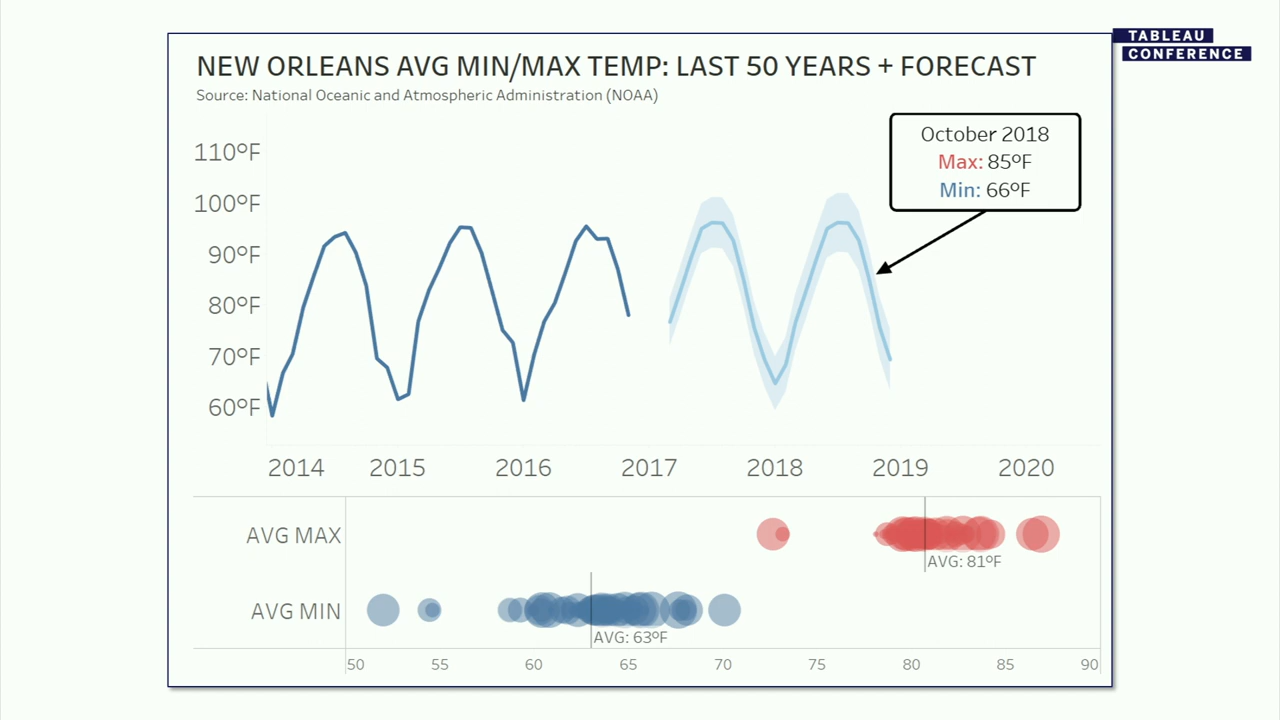 TABLEAU
CONFERENCE
NEW ORLEANS AVG MIN/MAX TEMP: LAST 50 YEARS + FORECAST
Source: National Oceanic and Atmospheric Administration (NOAA)
October 2018
Max: 85ºF
Min: 66ºF
110ºF
100ºF
90ºF
80ºF
70ºF
60ºF
2014 2015 2016 2017 2018 2019 2020
AVG MAX
AVG: 81ºF
AVG MIN
AVG: 63ºF
50 55 60 65 70 75 80 85 90